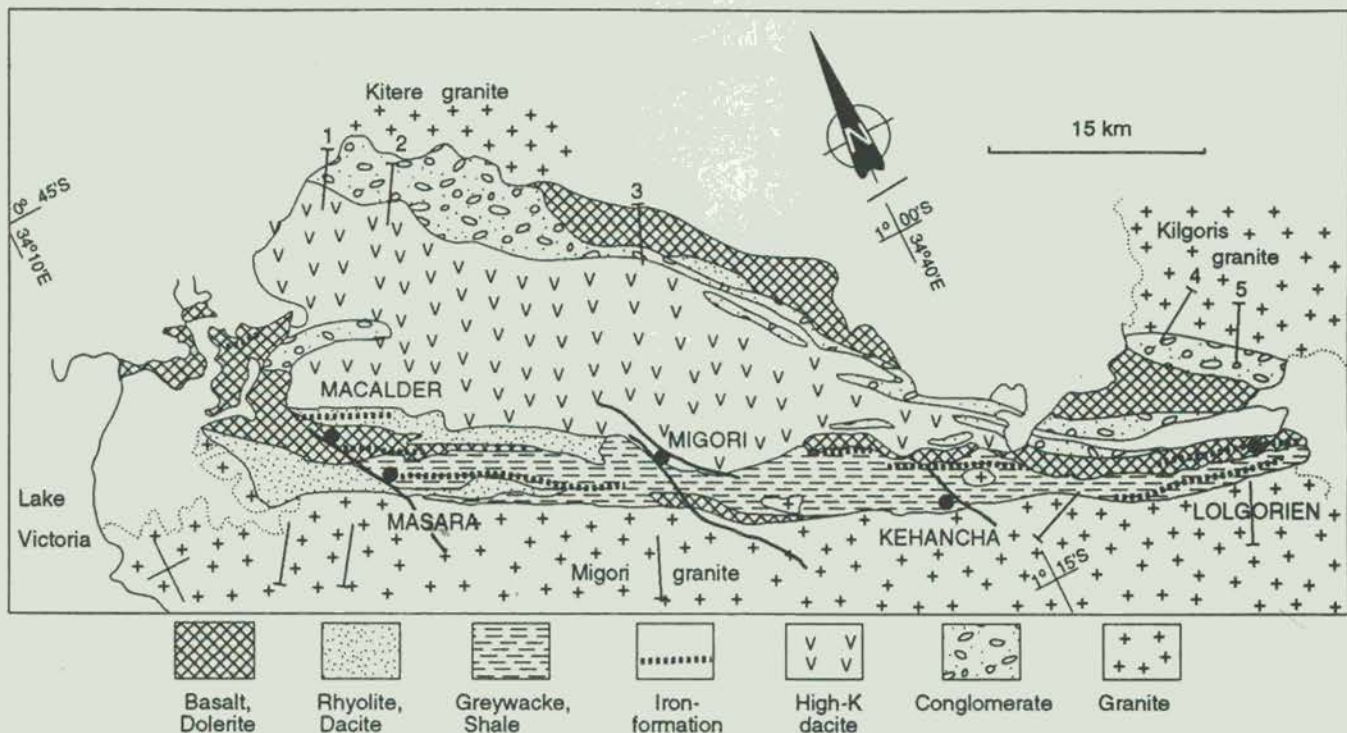 Kitere granite
1
2
3
15 km
N
0° 45'S
34°10'E
1° 00'S
34°40'E
Kilgoris
granite
4
5
MACALDER
MIGORI
Lake
Victoria
MASARA
KEHANCHA
LOLGORIEN
Migori granite
1° 15'S
Basalt,
Dolerite
Rhyolite,
Dacite
Greywacke,
Shale
Iron-
formation
High-K
dacite
Conglomerate
Granite